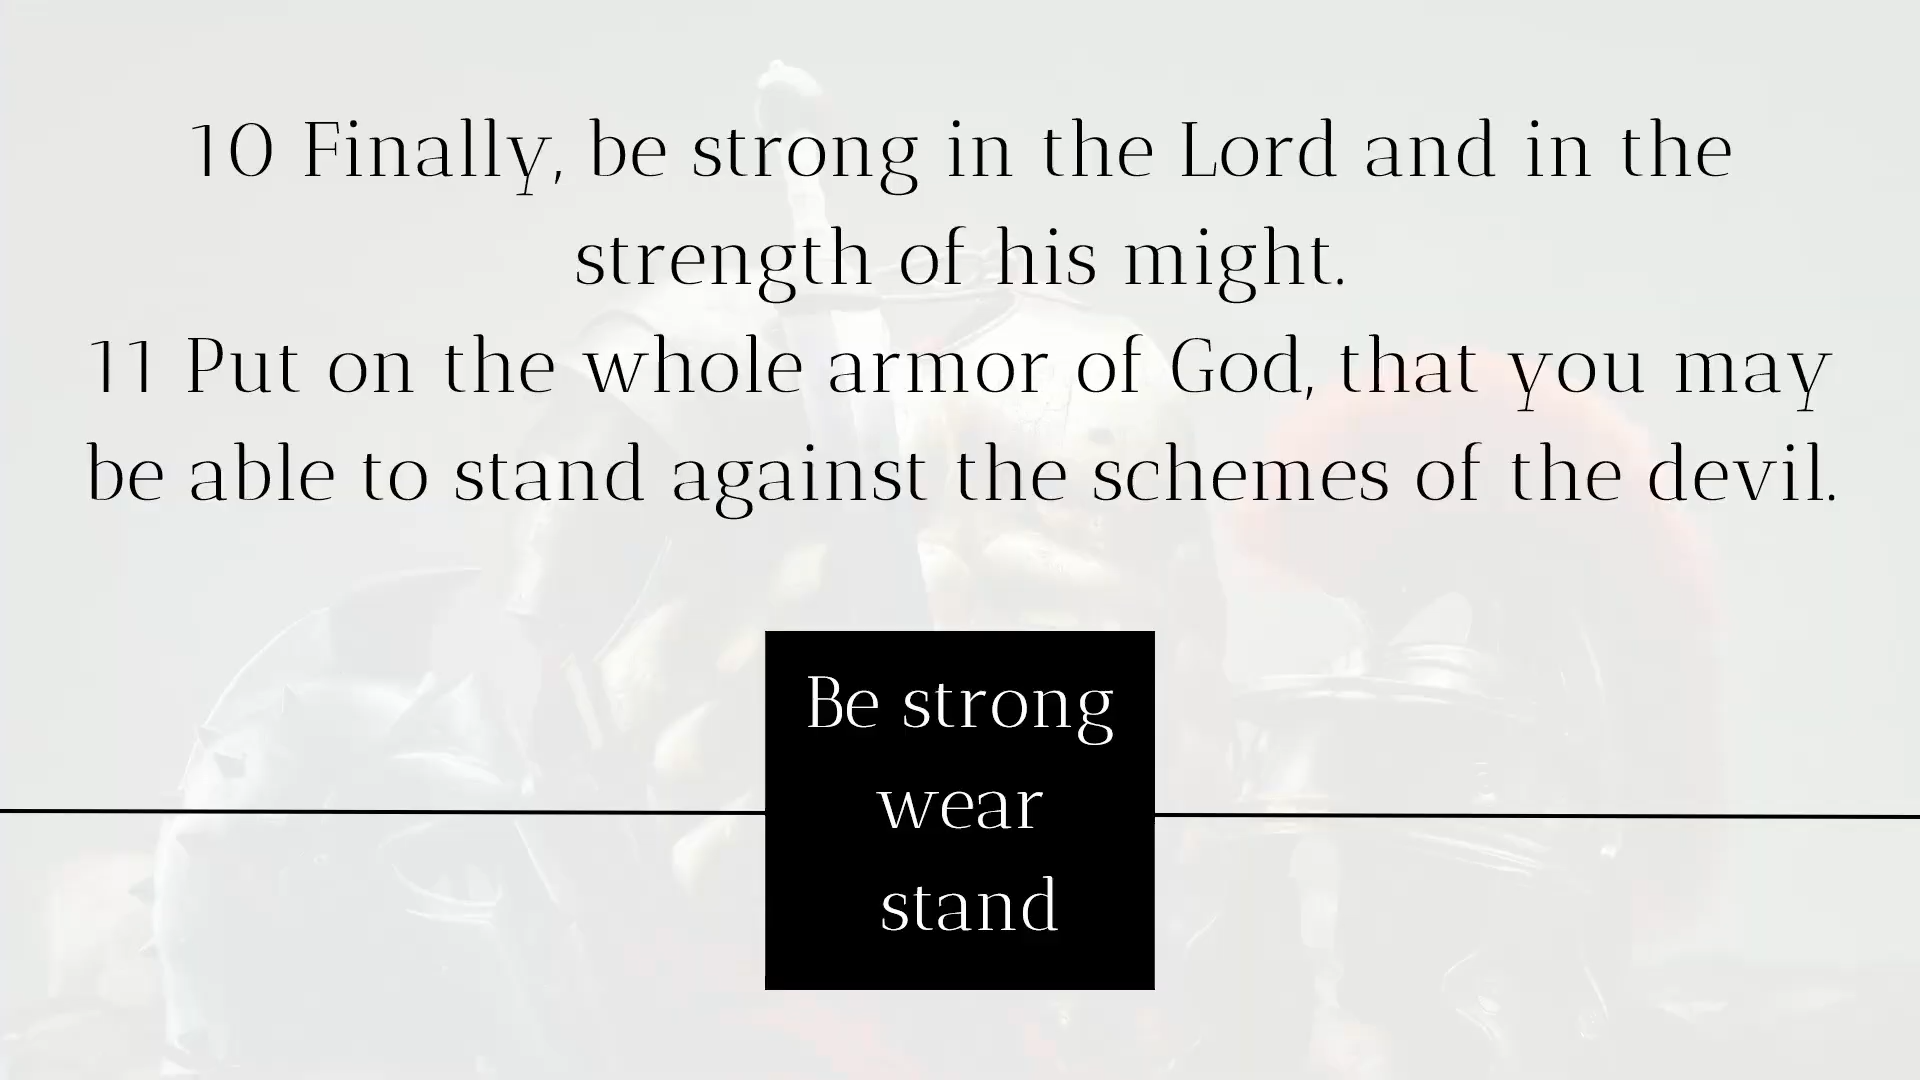 10 Finally, be strong in the Lord and in the
strength of his might.
11 Put on the whole armor of God, that you may
be able to stand against the schemes of the devil.
Be strong
wear
stand